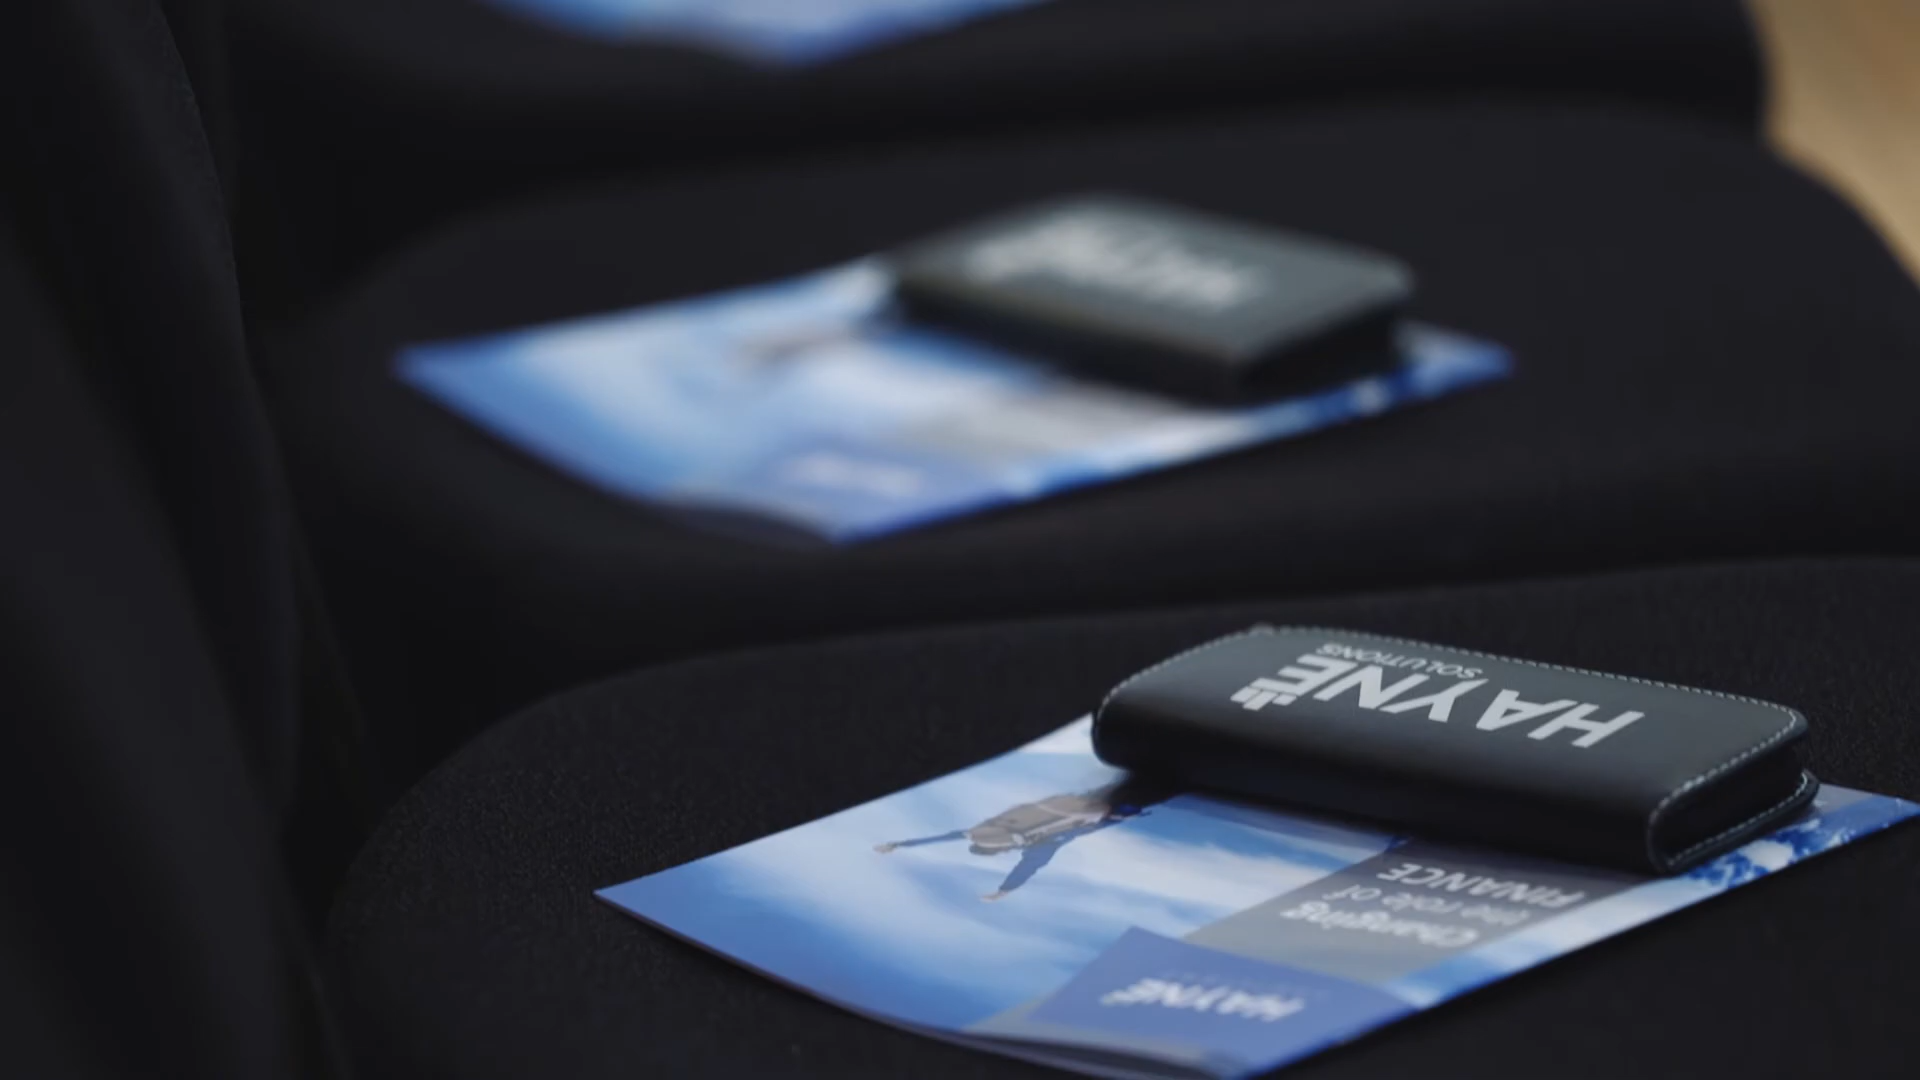 HAYNE
SOLUTIONS
Changing
the role of
FINANCE
HAYNE